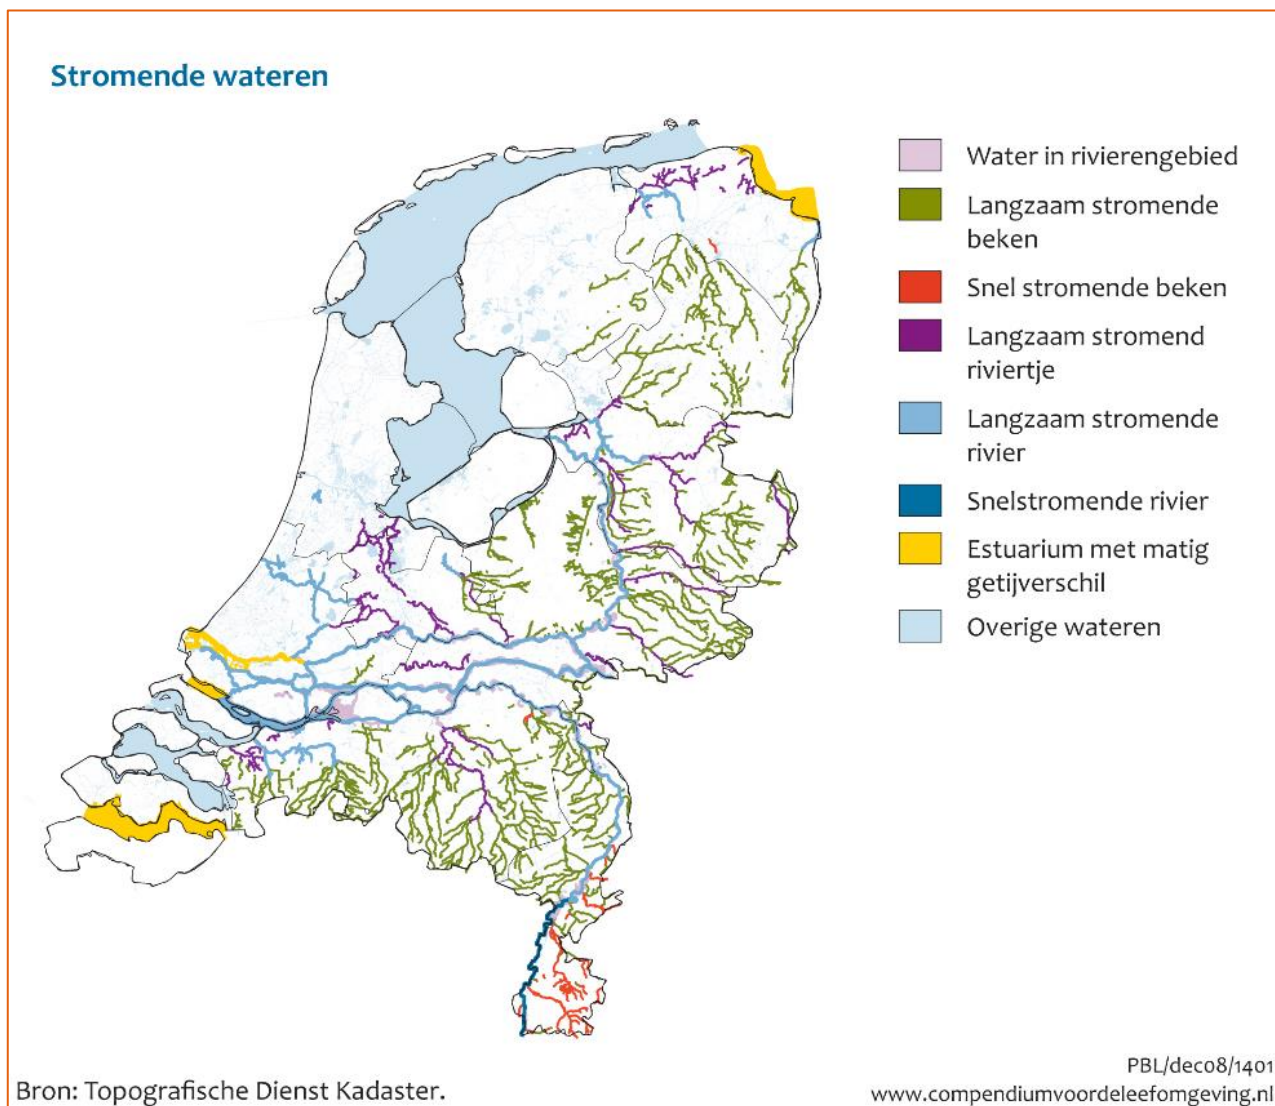 Stromende wateren
Water in rivierengebied
Langzaam stromende
beken
Snel stromende beken
Langzaam stromend
riviertje
Langzaam stromende
rivier
Snelstromende rivier
Estuarium met matig
getijverschil
Overige wateren
Bron: Topografische Dienst Kadaster.
PBL/dec08/1401
www.compendiumvoordeleefomgeving.nl